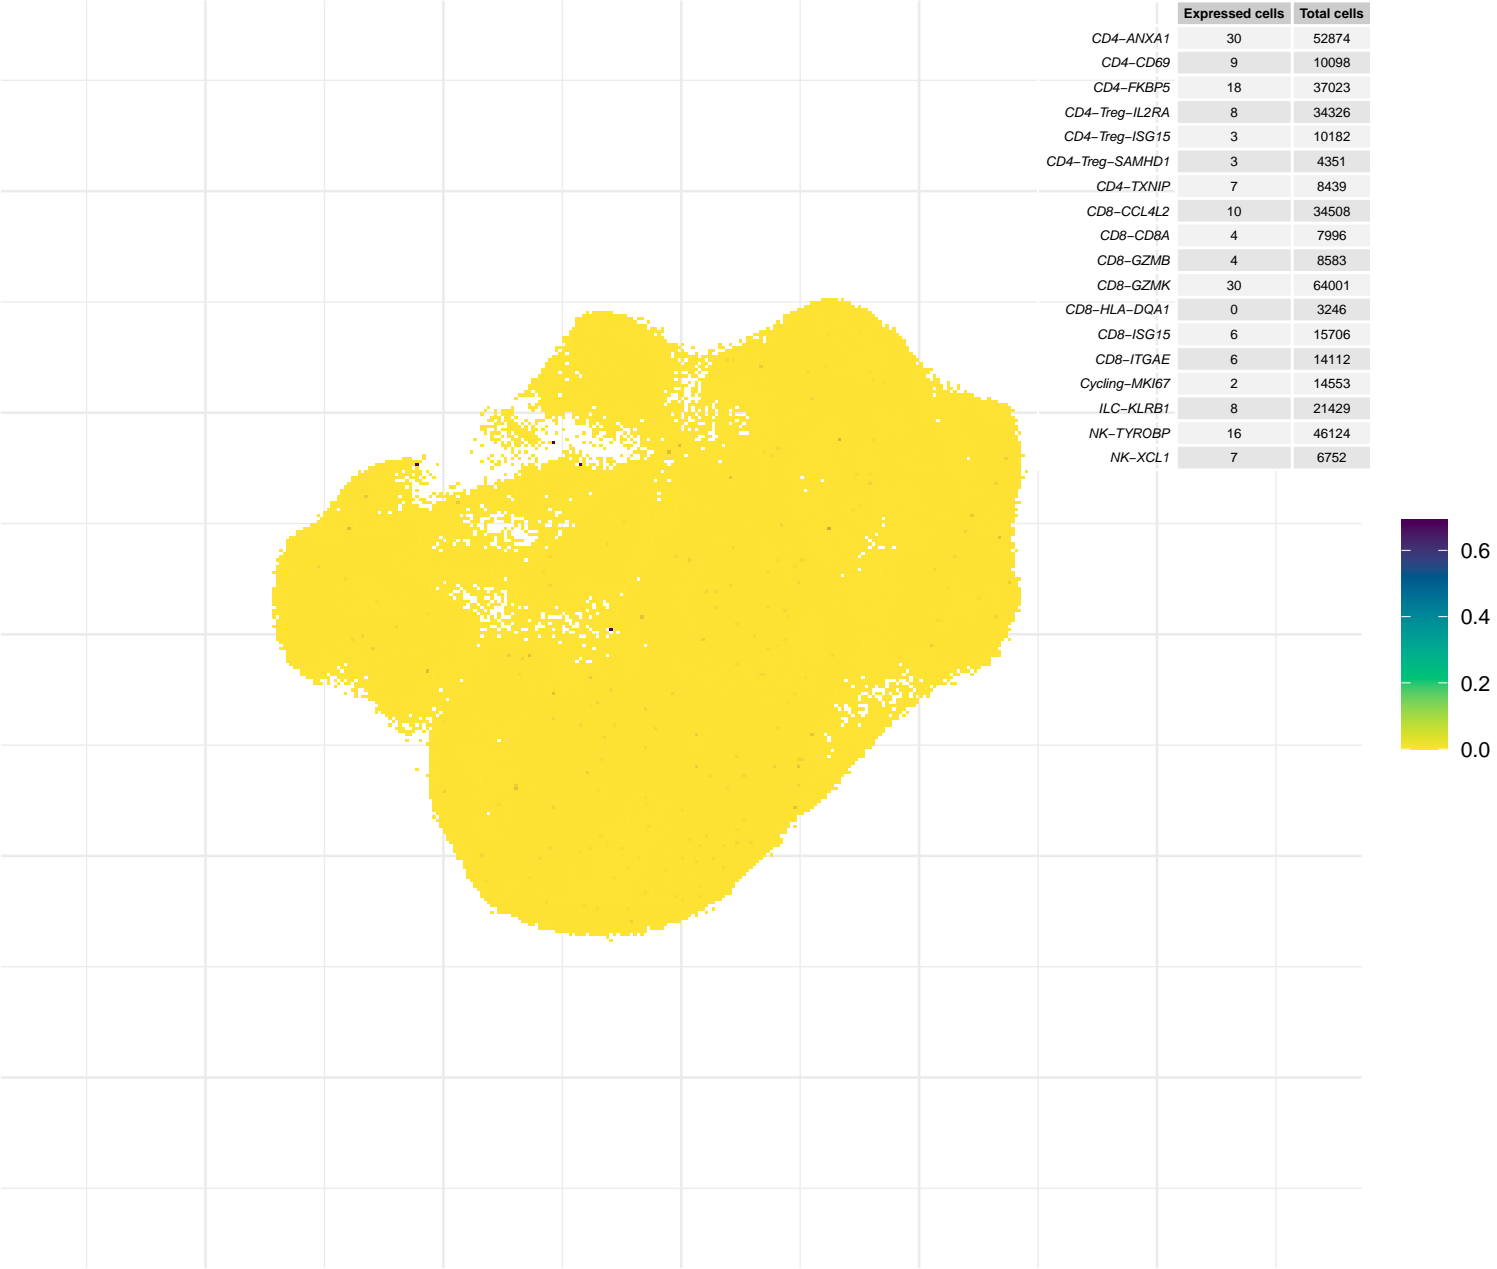 Expressed cells Total cells
CD4−ANXA1 30 52874
CD4−CD69 9 10098
CD4−FKBP5 18 37023
CD4−Treg−IL2RA 8 34326
CD4−Treg−ISG15 3 10182
CD4−Treg−SAMHD1 3 4351
CD4−TXNIP 7 8439
CD8−CCL4L2 10 34508
CD8−CD8A 4 7996
CD8−GZMB 4 8583
CD8−GZMK 30 64001
CD8−HLA−DQA1 0 3246
CD8−ISG15 6 15706
CD8−ITGAE 6 14112
Cycling−MKI67 2 14553
ILC−KLRB1 8 21429
NK−TYROBP 16 46124
NK−XCL1 7 6752
0.6
0.4
0.2
0.0